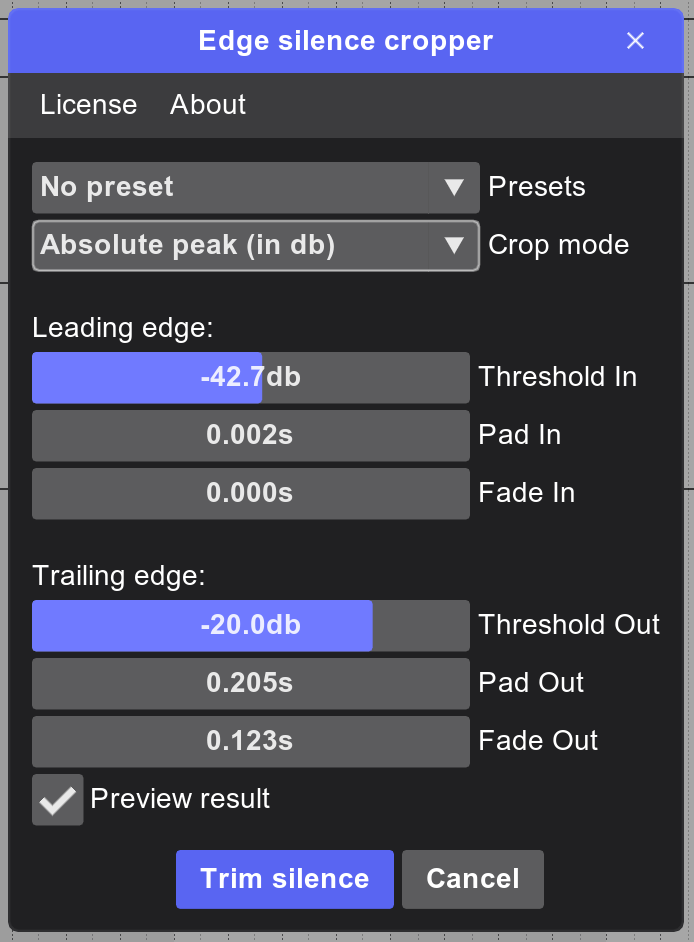 Edge silence cropper
License About
No preset Presets
Absolute peak (in db) Crop mode
Leading edge:
-42.7db Threshold In
0.002s Pad In
0.000s Fade In
Trailing edge:
-20.0db Threshold Out
0.205s Pad Out
0.123s Fade Out
Preview result
Trim silence Cancel